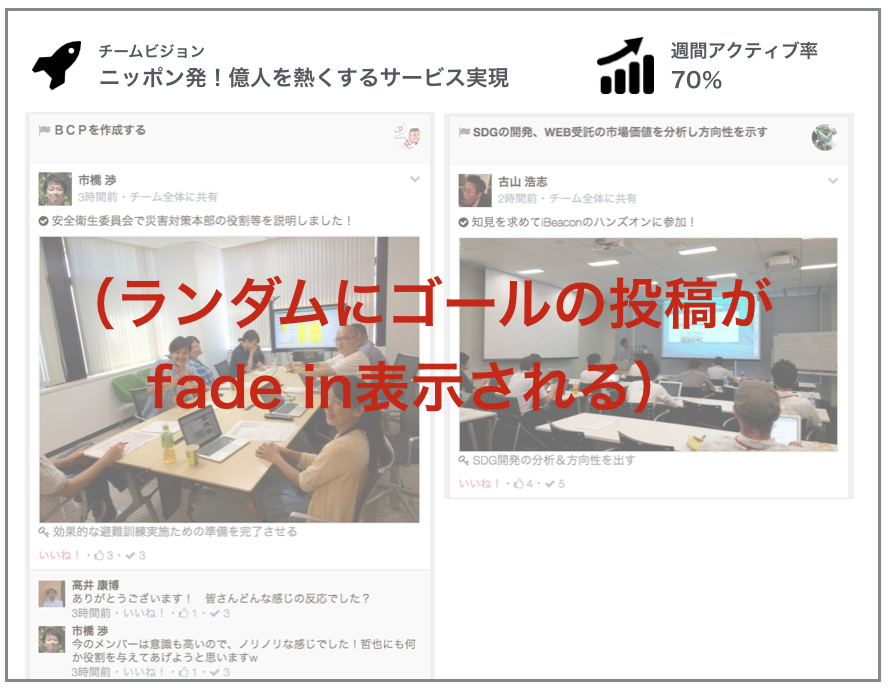 チームビジョン
ニッポン発！億人を熱くするサービス実現
週間アクティブ率
70%
ＢＣＰを作成する
市橋 渉
3時間前・チーム全体に共有
安全衛生委員会で災害対策本部の役割等を説明しました！
効果的な避難訓練実施ための準備を完了させる
いいね！・3・3
高井 康博
ありがとうございます！　皆さんどんな感じの反応でした？
3時間前・いいね！・1・3
市橋 渉
今のメンバーは意識も高いので、ノリノリな感じでした！哲也にも何
か役割を与えてあげようと思いますw
3時間前・いいね！・1・3
SDGの開発、WEB受託の市場価値を分析し方向性を示す
古山 浩志
2時間前・チーム全体に共有
知見を求めてiBeaconのハンズオンに参加！
SDG開発の分析＆方向性を出す
いいね！・4・5
（ランダムにゴールの投稿が
fade in表示される）